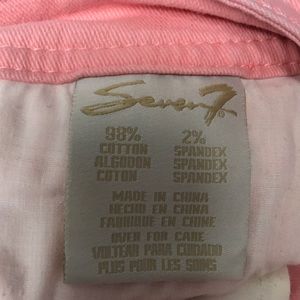 Seven7®
98% 2%
COTTON SPANDEX
ALGODON SPANDEX
COTON SPANDEX
MADE IN CHINA
HECHO EN CHINA
FABRIQUE EN CHINE
OVER FOR CARE
VOLTEAR PARA CUIDADO
PLUS POUR LES SOINS